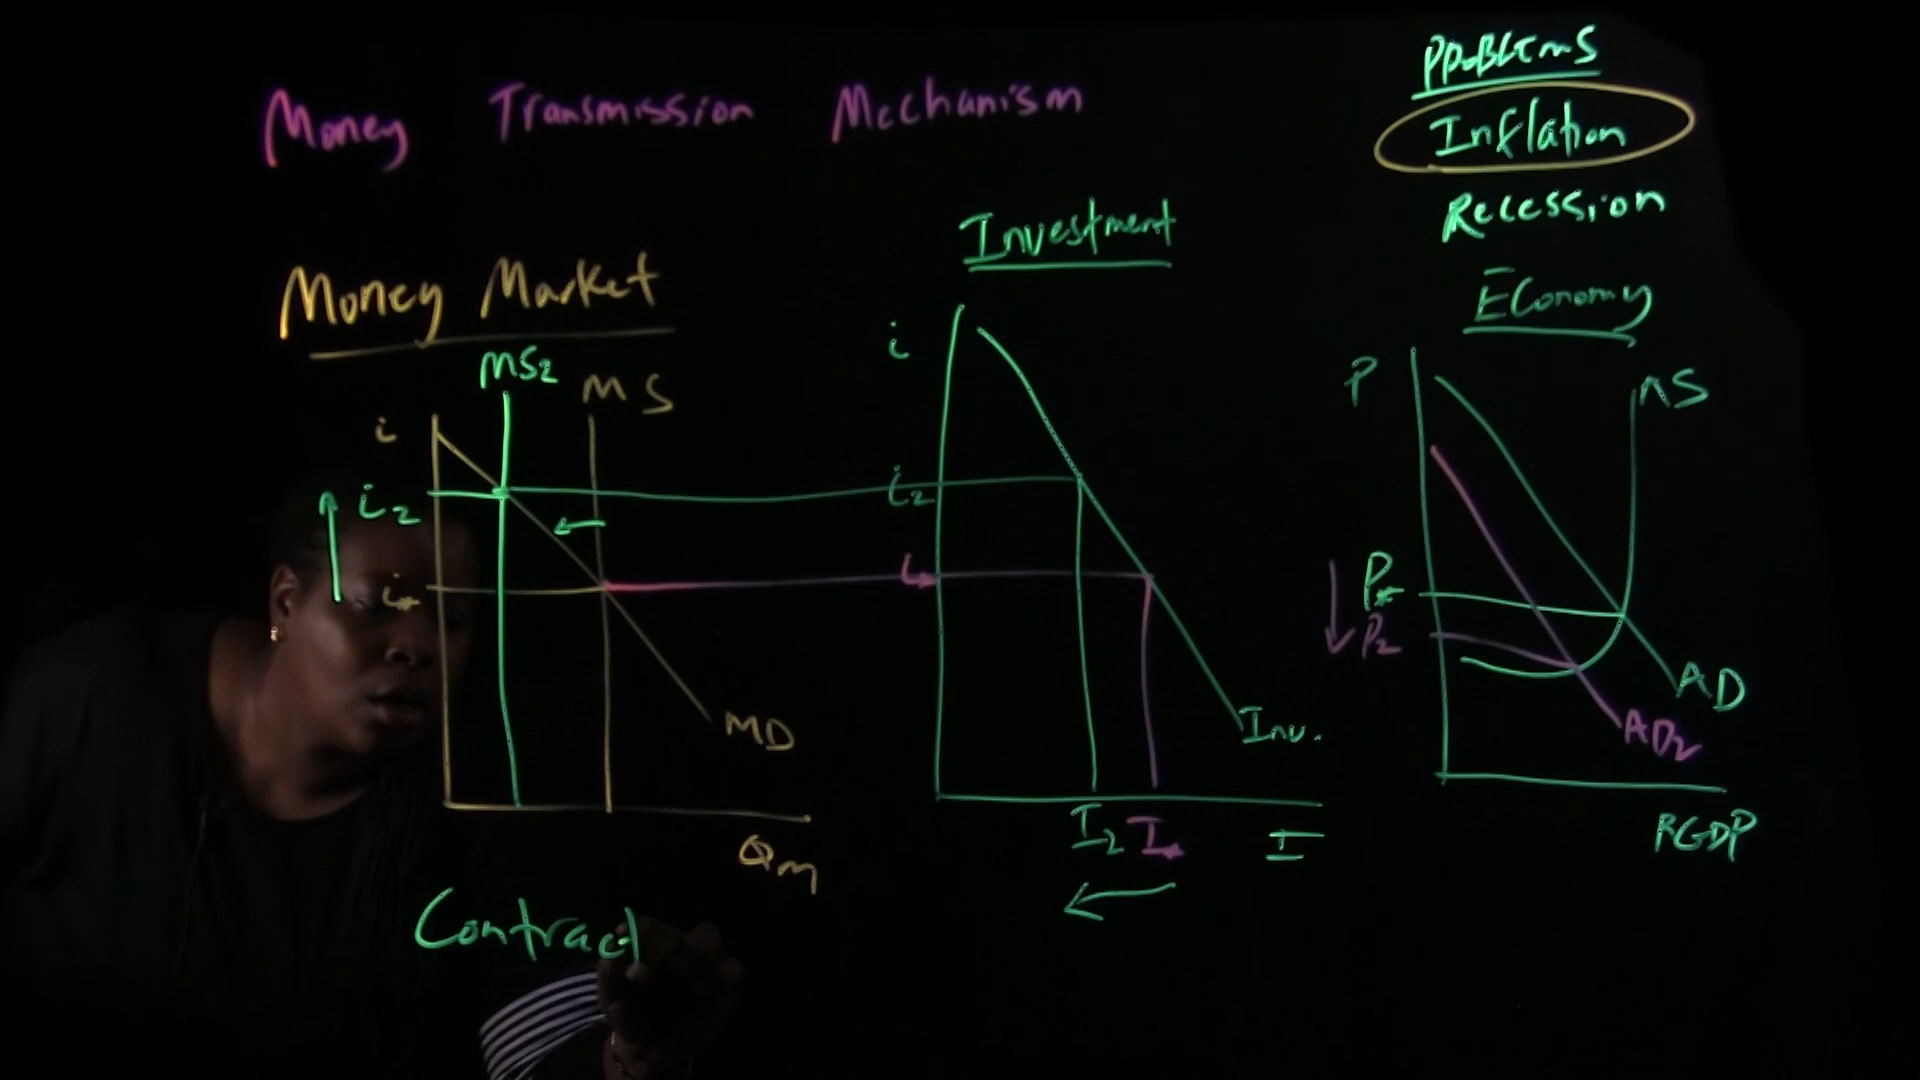 Money Transmission Mechanism
PROBLEMS
Inflation
Recession
Money Market
MS2
MS
i
i2
i*
MD
Qm
Contract
Investment
i
i2
i*
Inv.
I2 I*
I
Economy
P
AS
P*
P2
AD
AD2
RGDP